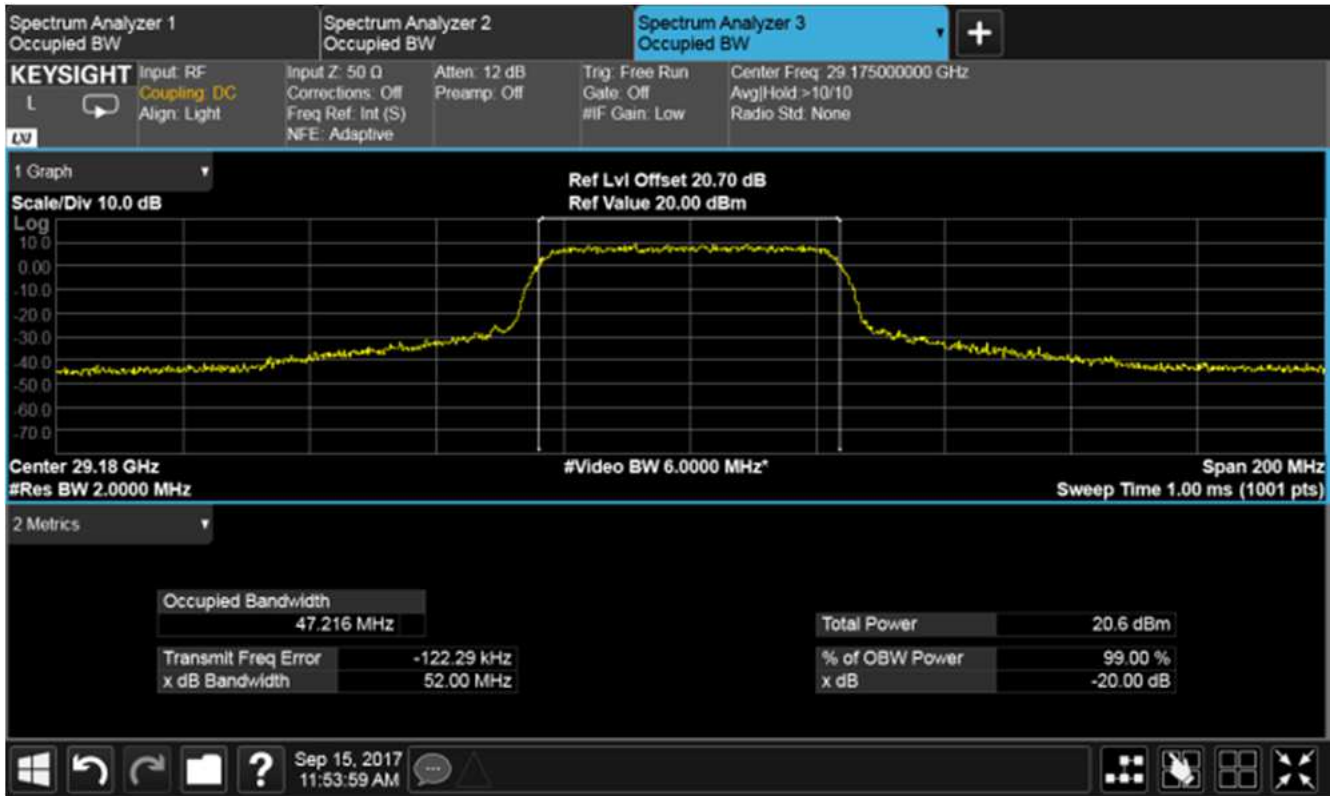 Spectrum Analyzer 1
Occupied BW
Spectrum Analyzer 2
Occupied BW
Spectrum Analyzer 3
Occupied BW
KEYSIGHT
L
LXI
Input: RF
Coupling: DC
Align: Light
Input Z: 50 Ω
Corrections: Off
Freq Ref: Int (S)
NFE: Adaptive
Atten: 12 dB
Preamp: Off
Trig: Free Run
Gate: Off
#IF Gain: Low
Center Freq: 29.175000000 GHz
Avg|Hold:>10/10
Radio Std: None
1 Graph
Scale/Div 10.0 dB
Ref Lvl Offset 20.70 dB
Ref Value 20.00 dBm
Log
10.0
0.00
-10.0
-20.0
-30.0
-40.0
-50.0
-60.0
-70.0
Center 29.18 GHz
#Video BW 6.0000 MHz*
Span 200 MHz
#Res BW 2.0000 MHz
Sweep Time 1.00 ms (1001 pts)
2 Metrics
Occupied Bandwidth
47.216 MHz
Total Power 20.6 dBm
Transmit Freq Error -122.29 kHz
% of OBW Power 99.00 %
x dB Bandwidth 52.00 MHz
x dB -20.00 dB
?
Sep 15, 2017
11:53:59 AM